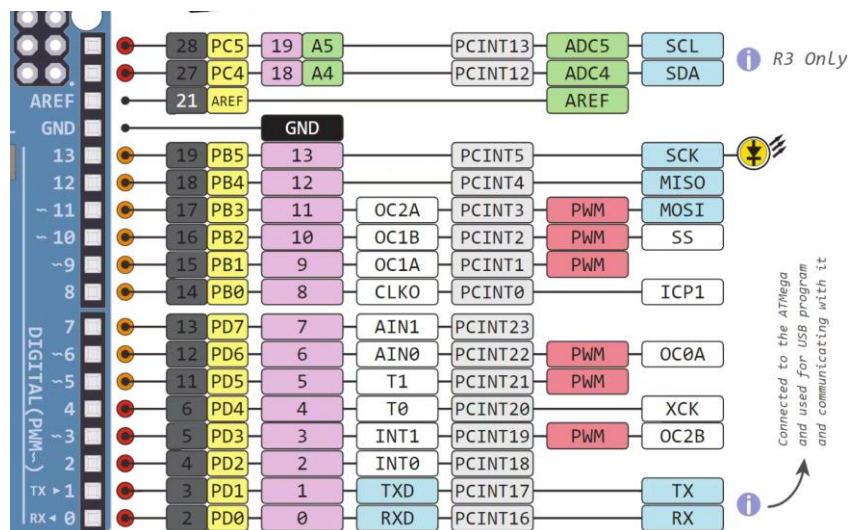 28 PC5 19 A5 PCINT13 ADC5 SCL R3 Only
27 PC4 18 A4 PCINT12 ADC4 SDA
AREF 21 AREF AREF
GND GND
13 19 PB5 13 PCINT5 SCK
12 18 PB4 12 PCINT4 MISO
~11 17 PB3 11 OC2A PCINT3 PWM MOSI
~10 16 PB2 10 OC1B PCINT2 PWM SS
~9 15 PB1 9 OC1A PCINT1 PWM
8 14 PB0 8 CLKO PCINT0 ICP1
7 13 PD7 7 AIN1 PCINT23
~6 12 PD6 6 AIN0 PCINT22 PWM OC0A
~5 11 PD5 5 T1 PCINT21 PWM
4 6 PD4 4 T0 PCINT20 XCK
~3 5 PD3 3 INT1 PCINT19 PWM OC2B
2 4 PD2 2 INT0 PCINT18
TX ▸ 1 3 PD1 1 TXD PCINT17 TX
RX ◂ 0 2 PD0 0 RXD PCINT16 RX
DIGITAL(PWM~)
Connected to the ATMega
and used for USB program
and communicating with it